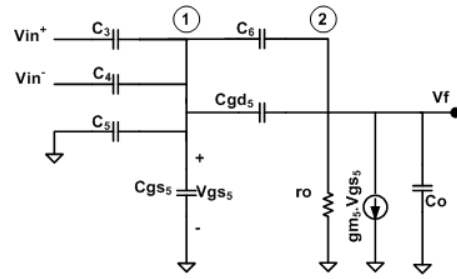 1 2
Vin+ C3 C6
Vin- C4
Cgd5 Vf
C5
+
Cgs5 Vgs5 ro gm5.Vgs5 Co
-